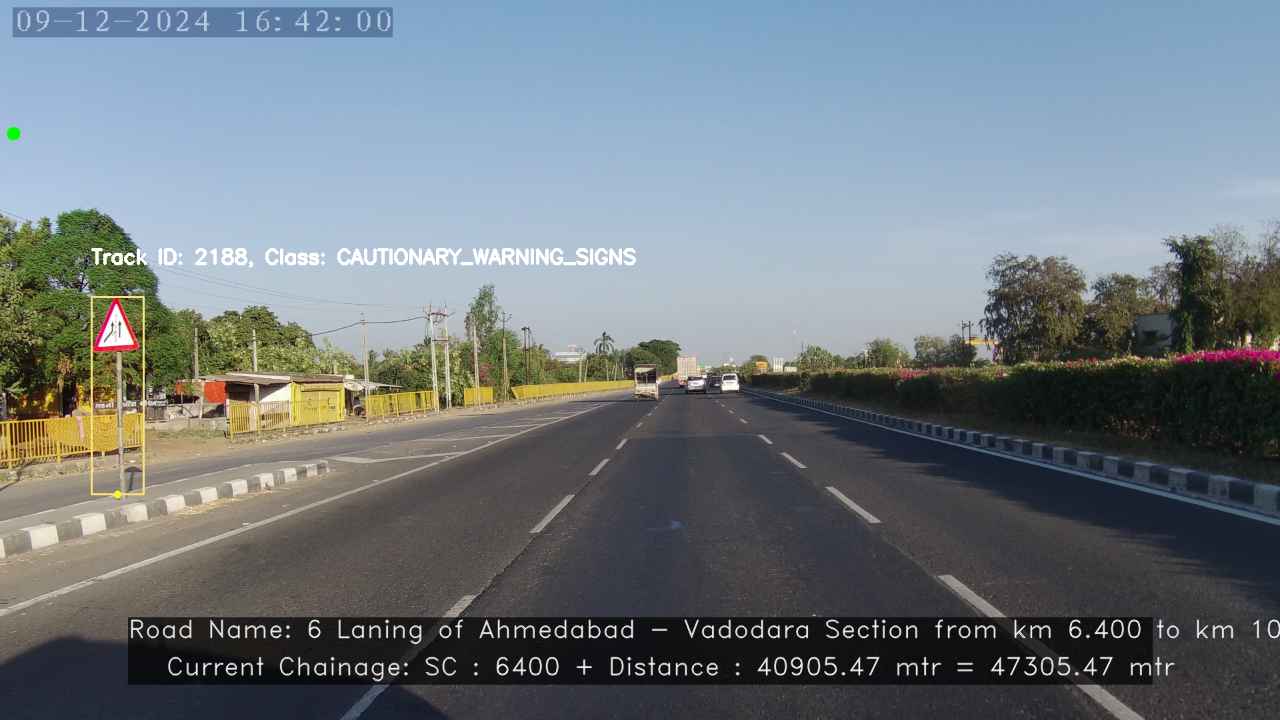 09-12-2024 16:42:00
Track ID: 2188, Class: CAUTIONARY_WARNING_SIGNS
Road Name: 6 Laning of Ahmedabad - Vadodara Section from km 6.400 to km 10
Current Chainage: SC : 6400 + Distance : 40905.47 mtr = 47305.47 mtr